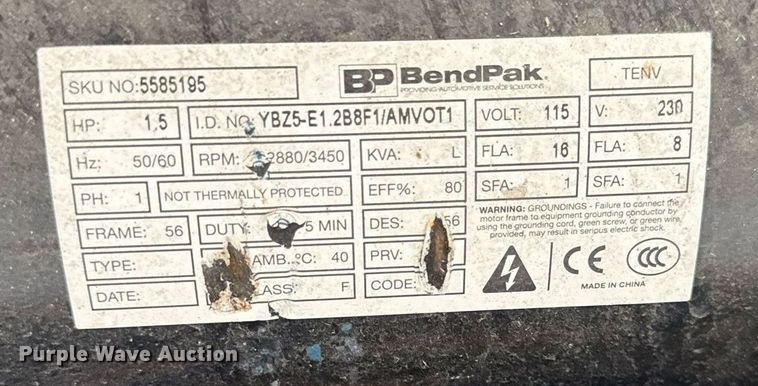 SKU NO:5585195
BP BendPak
PROVIDING AUTOMOTIVE SERVICE SOLUTIONS
TENV
HP: 1.5 I.D. NO: YBZ5-E1.2B8F1/AMVOT1 VOLT: 115 V: 230
Hz: 50/60 RPM: 2880/3450 KVA: L FLA: 16 FLA: 8
PH: 1 NOT THERMALLY PROTECTED EFF%: 80 SFA: 1 SFA: 1
FRAME: 56 DUTY: 5 MIN DES: 56
TYPE: AMB.°C: 40 PRV:
DATE: F CODE:
WARNING: GROUNDINGS - Failure to connect the
motor frame to equipment grounding conductor by
using the grounding cord, green screw, or green wire,
provided, may result in serious electric shock.
CE CCC
MADE IN CHINA
Purple Wave Auction